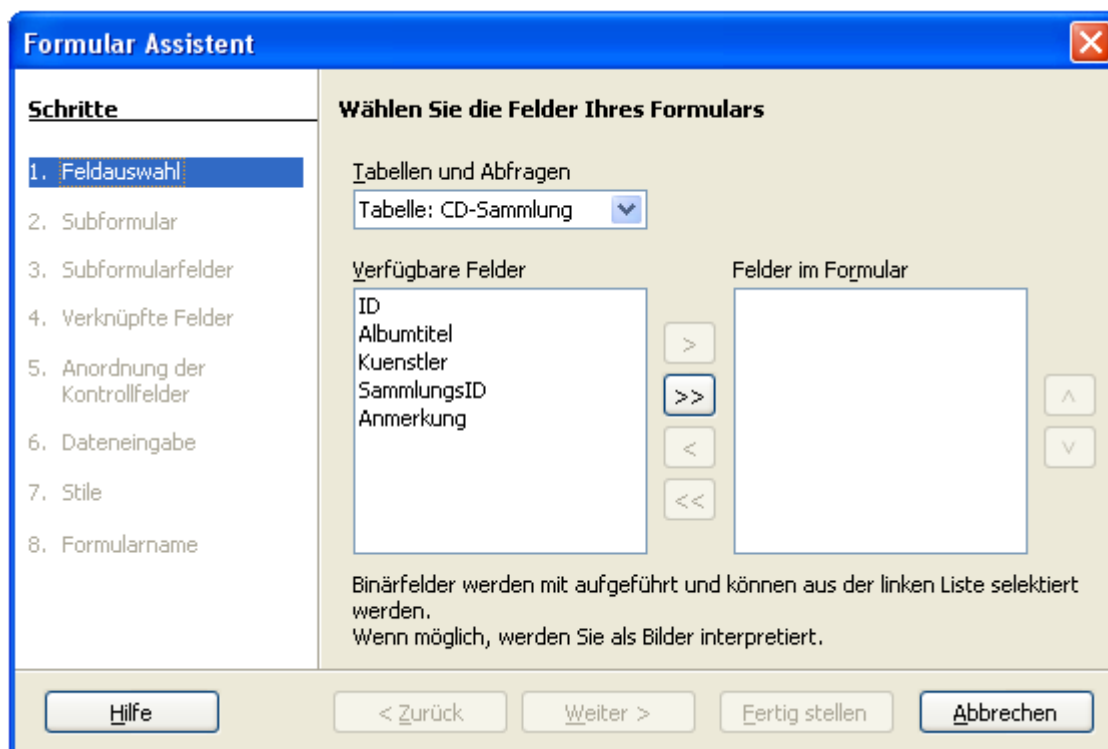 Formular Assistent
Schritte
1. Feldauswahl
2. Subformular
3. Subformularfelder
4. Verknüpfte Felder
5. Anordnung der
Kontrollfelder
6. Dateneingabe
7. Stile
8. Formularname
Wählen Sie die Felder Ihres Formulars
Tabellen und Abfragen
Tabelle: CD-Sammlung
Verfügbare Felder
ID
Albumtitel
Kuenstler
SammlungsID
Anmerkung
>
>>
<
<<
Felder im Formular
Binärfelder werden mit aufgeführt und können aus der linken Liste selektiert
werden.
Wenn möglich, werden Sie als Bilder interpretiert.
Hilfe
< Zurück
Weiter >
Fertig stellen
Abbrechen